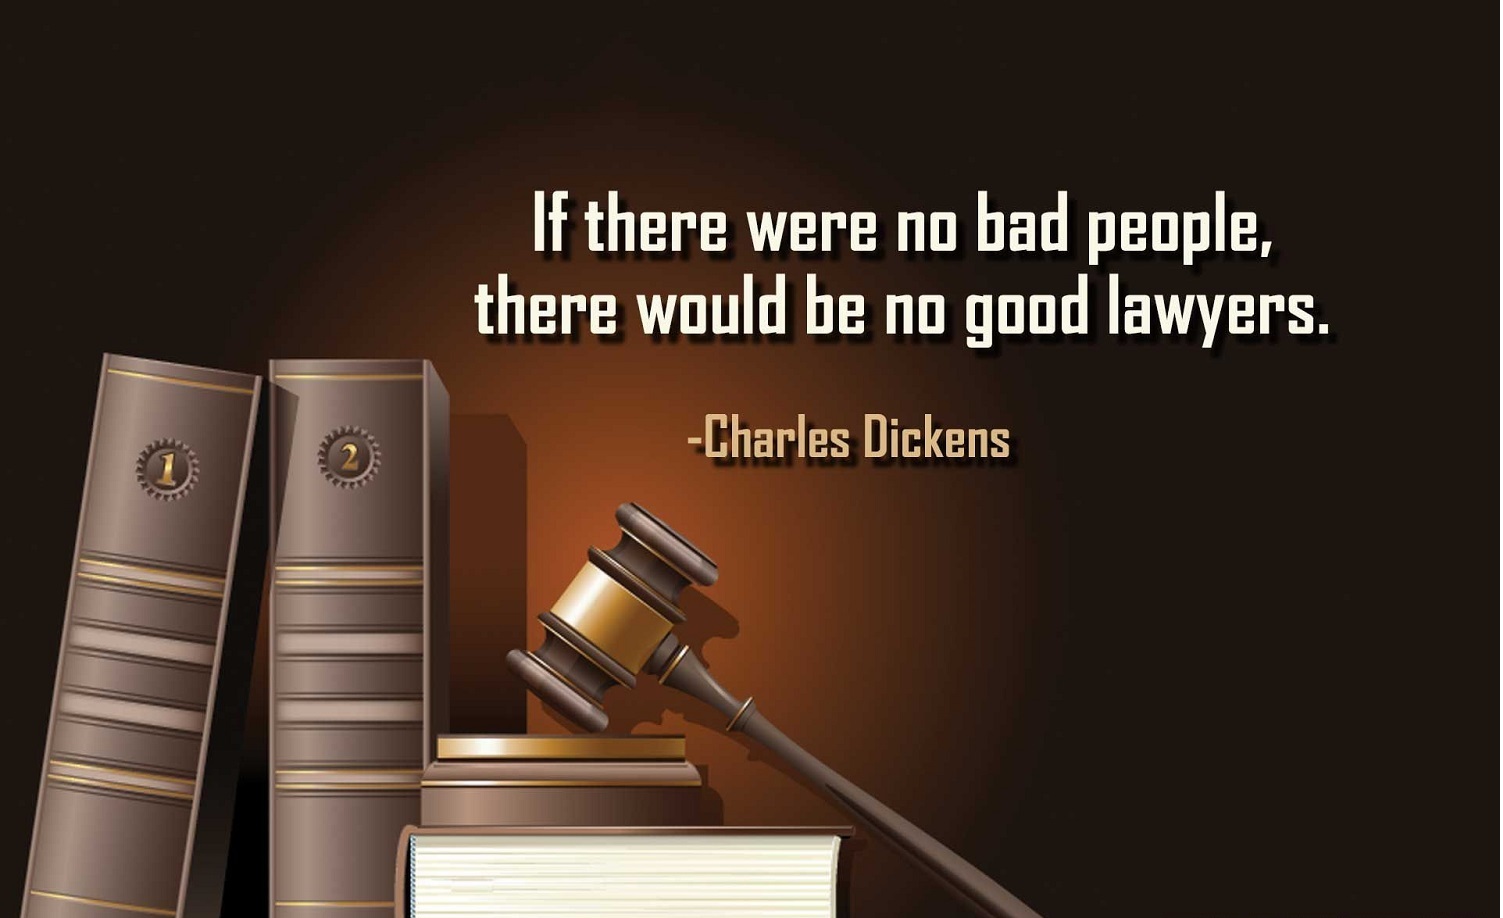 If there were no bad people,
there would be no good lawyers.
-Charles Dickens
1
2